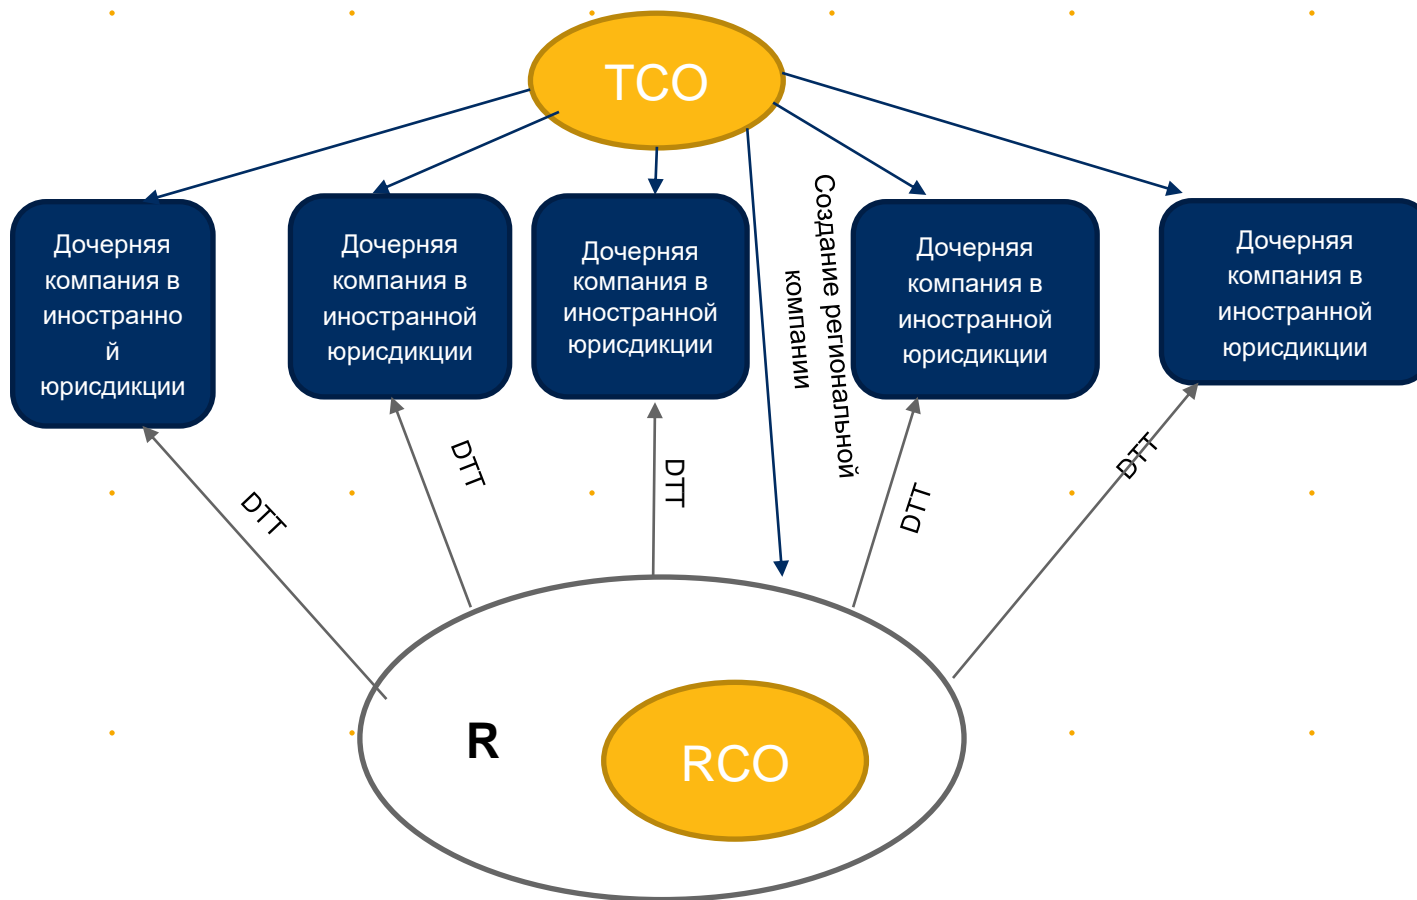 TCO
Дочерняя
компания в
иностранно
й
юрисдикции
Дочерняя
компания в
иностранной
юрисдикции
Дочерняя
компания в
иностранной
юрисдикции
Создание региональной
компании
Дочерняя
компания в
иностранной
юрисдикции
Дочерняя
компания в
иностранной
юрисдикции
DTT
DTT
DTT
DTT
DTT
R
RCO